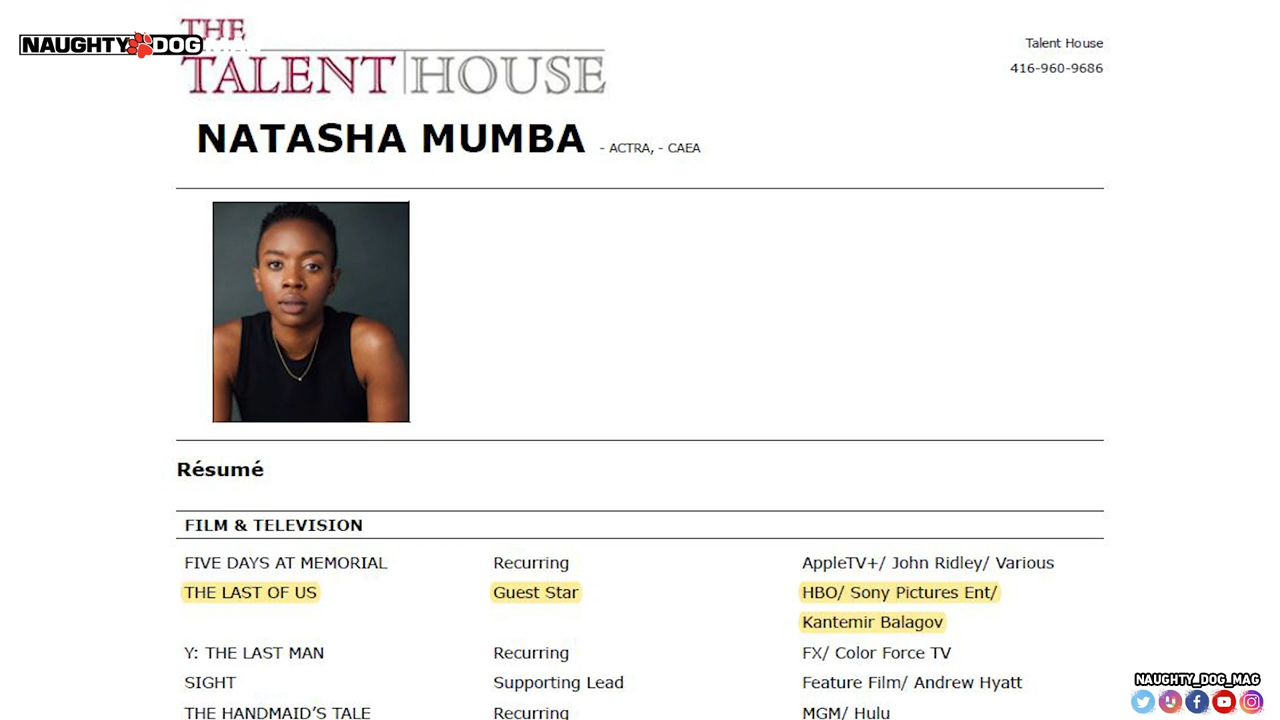 THE
NAUGHTY DOG MAG
TALENT HOUSE
Talent House
416-960-9686
NATASHA MUMBA - ACTRA, - CAEA
Résumé
FILM & TELEVISION
FIVE DAYS AT MEMORIAL Recurring AppleTV+/ John Ridley/ Various
THE LAST OF US Guest Star HBO/ Sony Pictures Ent/
Kantemir Balagov
Y: THE LAST MAN Recurring FX/ Color Force TV
SIGHT Supporting Lead Feature Film/ Andrew Hyatt
THE HANDMAID’S TALE Recurring MGM/ Hulu
NAUGHTY_DOG_MAG